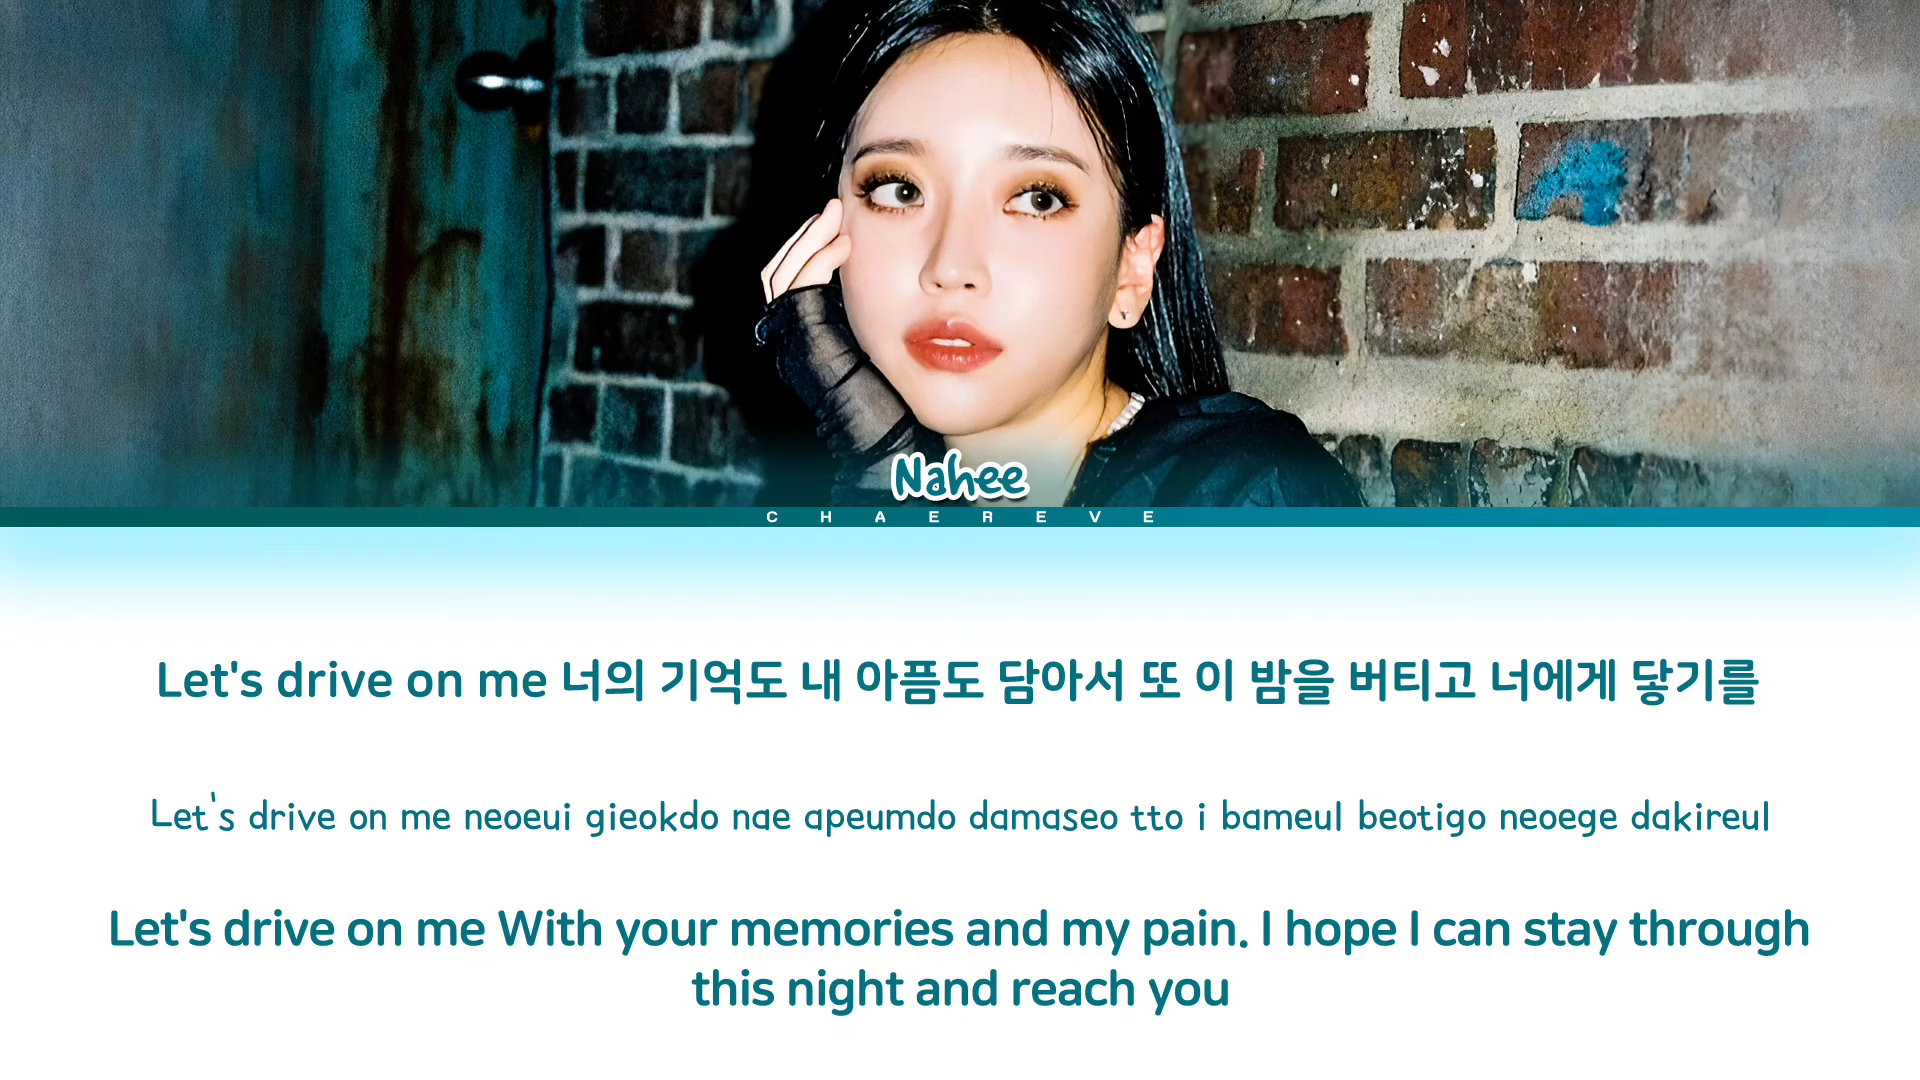 Nahee
CHAEREVE
Let's drive on me 너의 기억도 내 아픔도 담아서 또 이 밤을 버티고 너에게 닿기를
Let's drive on me neoeui gieokdo nae apeumdo damaseo tto i bameul beotigo neoege dakireul
Let's drive on me With your memories and my pain. I hope I can stay through
this night and reach you